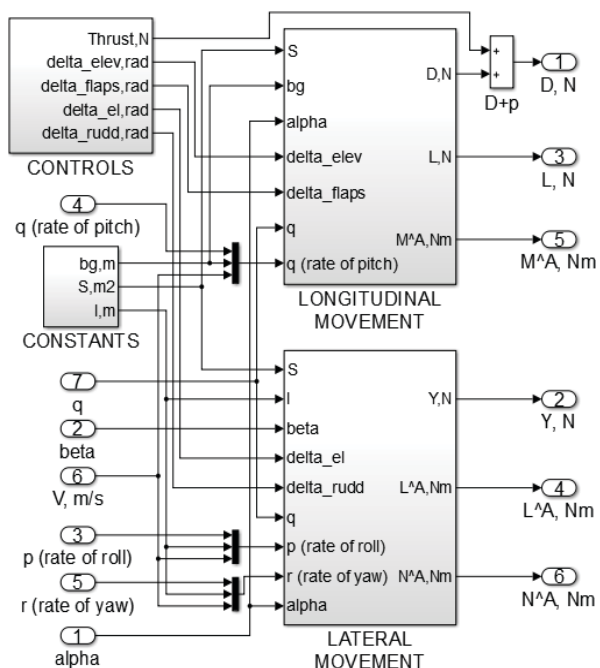 Thrust,N
delta_elev,rad
delta_flaps,rad
delta_el,rad
delta_rudd,rad
CONTROLS
4
q (rate of pitch)
bg,m
S,m2
l,m
CONSTANTS
7
q
2
beta
6
V, m/s
3
p (rate of roll)
5
r (rate of yaw)
1
alpha
S
bg
alpha
delta_elev
delta_flaps
q
q (rate of pitch)
D,N
L,N
M^A,Nm
LONGITUDINAL
MOVEMENT
S
l
beta
delta_el
delta_rudd
q
p (rate of roll)
r (rate of yaw)
alpha
Y,N
L^A,Nm
N^A,Nm
LATERAL
MOVEMENT
+
+
D+p
1
D, N
3
L, N
5
M^A, Nm
2
Y, N
4
L^A, Nm
6
N^A, Nm